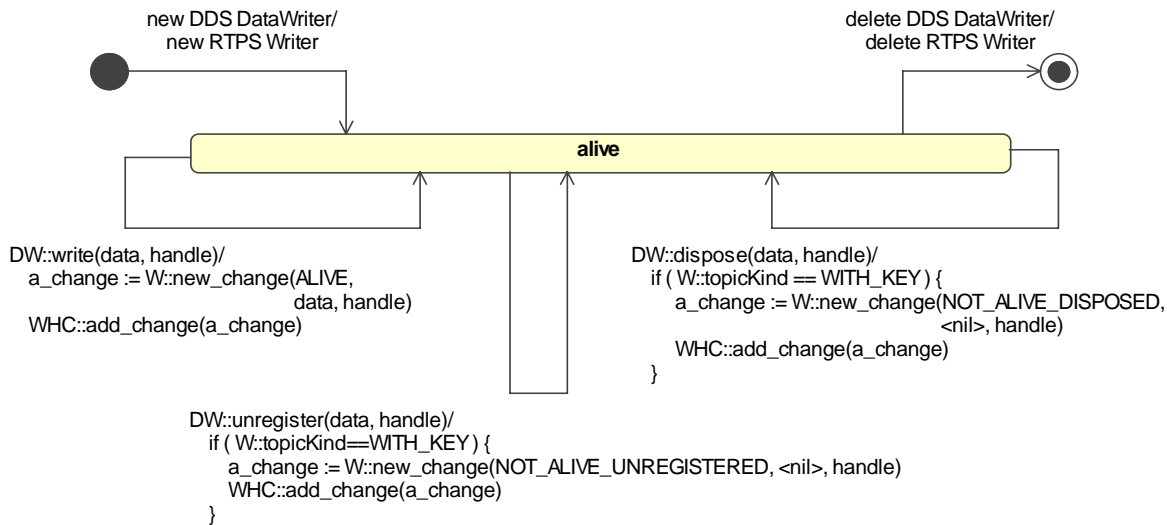 new DDS DataWriter/
new RTPS Writer
delete DDS DataWriter/
delete RTPS Writer
alive
DW::write(data, handle)/
a_change := W::new_change(ALIVE,
data, handle)
WHC::add_change(a_change)
DW::dispose(data, handle)/
if ( W::topicKind == WITH_KEY ) {
a_change := W::new_change(NOT_ALIVE_DISPOSED,
<nil>, handle)
WHC::add_change(a_change)
}
DW::unregister(data, handle)/
if ( W::topicKind==WITH_KEY ) {
a_change := W::new_change(NOT_ALIVE_UNREGISTERED, <nil>, handle)
WHC::add_change(a_change)
}